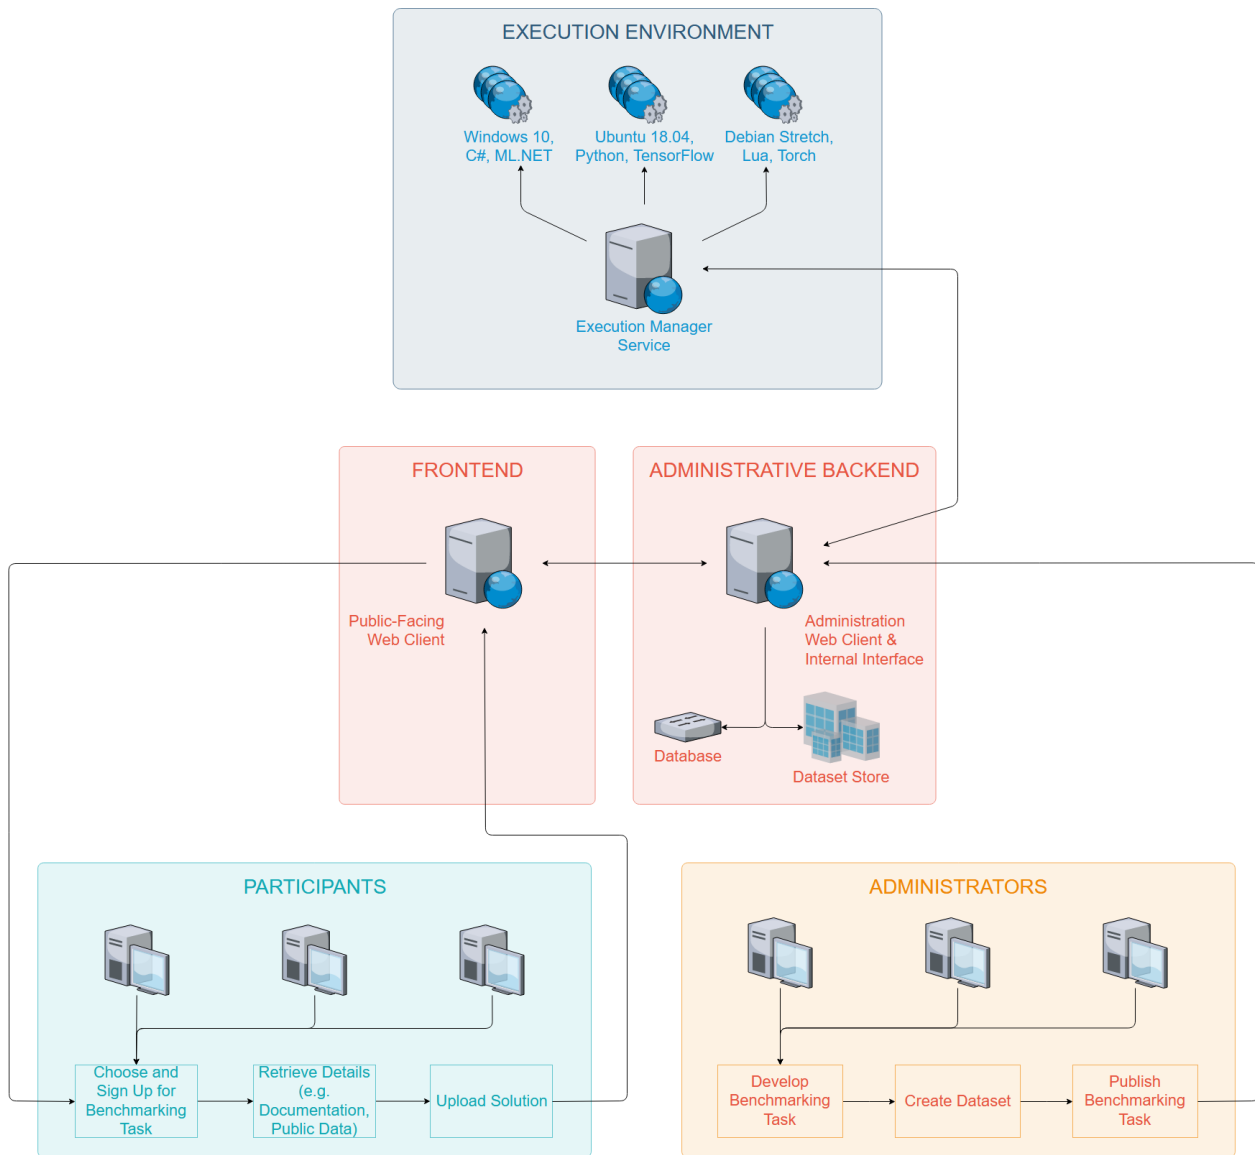 EXECUTION ENVIRONMENT
Windows 10,
C#, ML.NET
Ubuntu 18.04,
Python, TensorFlow
Debian Stretch,
Lua, Torch
Execution Manager
Service
FRONTEND
Public-Facing
Web Client
ADMINISTRATIVE BACKEND
Administration
Web Client &
Internal Interface
Database
Dataset Store
PARTICIPANTS
Choose and
Sign Up for
Benchmarking
Task
Retrieve Details
(e.g.
Documentation,
Public Data)
Upload Solution
ADMINISTRATORS
Develop
Benchmarking
Task
Create Dataset
Publish
Benchmarking
Task